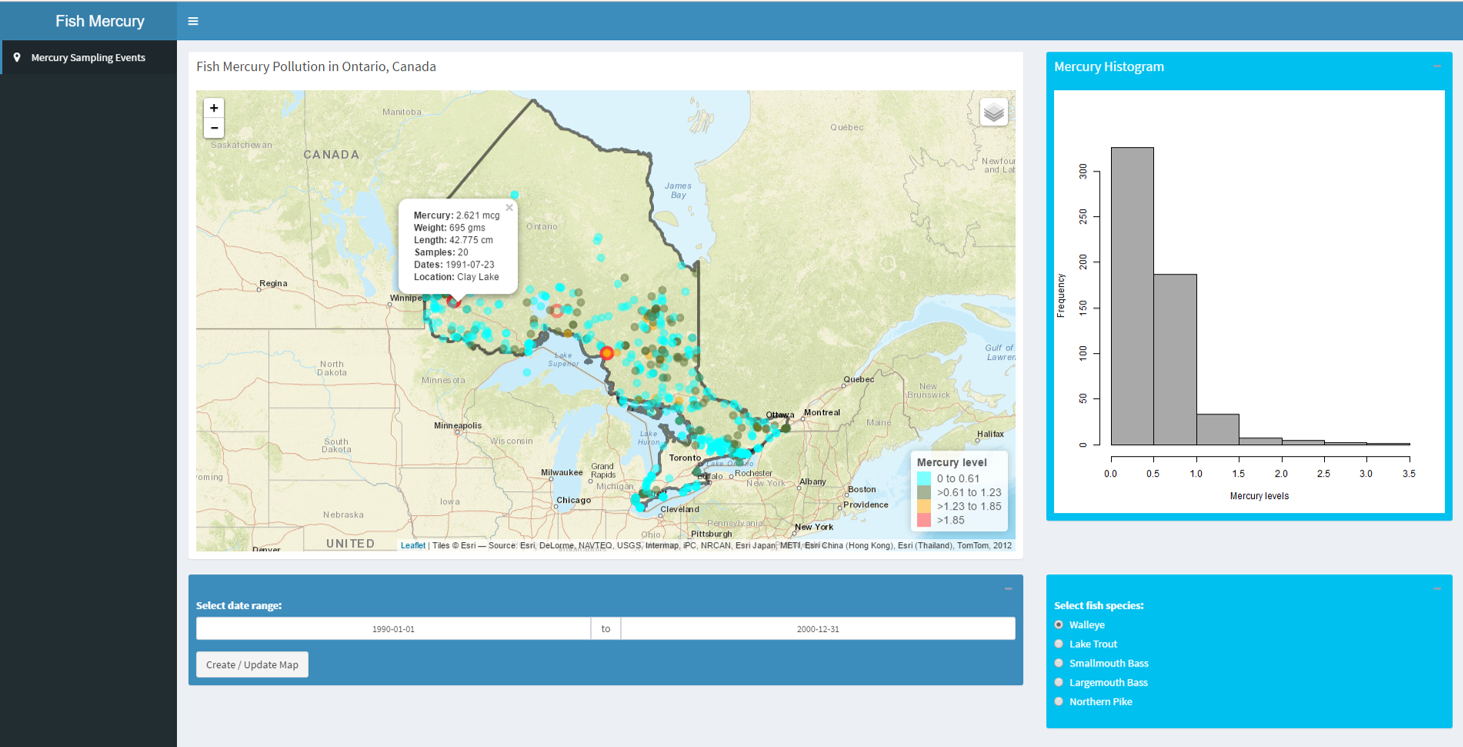 Fish Mercury
Mercury Sampling Events
Fish Mercury Pollution in Ontario, Canada
+
−
Manitoba
Saskatchewan
CANADA
Québec
James
Bay
Ontario
Mercury: 2.621 mcg
Weight: 695 gms
Length: 42.775 cm
Samples: 20
Dates: 1991-07-23
Location: Clay Lake
×
Regina
Lake
Superior
Gulf of
North
Dakota
Minnesota
Quebec
New
Brunswick
Ottawa
Montreal
Maine
Minneapolis
Wisconsin
Lake
Huron
Halifax
South
Dakota
Toronto
Milwaukee
Grand
Rapids
Michigan
Rochester
New York
Albany
Boston
Providence
Iowa
Chicago
Cleveland
Nebraska
Pennsylvania
New York
Pittsburgh
Ohio
UNITED
Mercury level
0 to 0.61
>0.61 to 1.23
>1.23 to 1.85
>1.85
Leaflet | Tiles © Esri — Source: Esri, DeLorme, NAVTEQ, USGS, Intermap, iPC, NRCAN, Esri Japan, METI, Esri China (Hong Kong), Esri (Thailand), TomTom, 2012
Mercury Histogram
Frequency
300
250
200
150
100
50
0
0.0 0.5 1.0 1.5 2.0 2.5 3.0 3.5
Mercury levels
Select date range:
1990-01-01 to 2000-12-31
Create / Update Map
Select fish species:
Walleye
Lake Trout
Smallmouth Bass
Largemouth Bass
Northern Pike